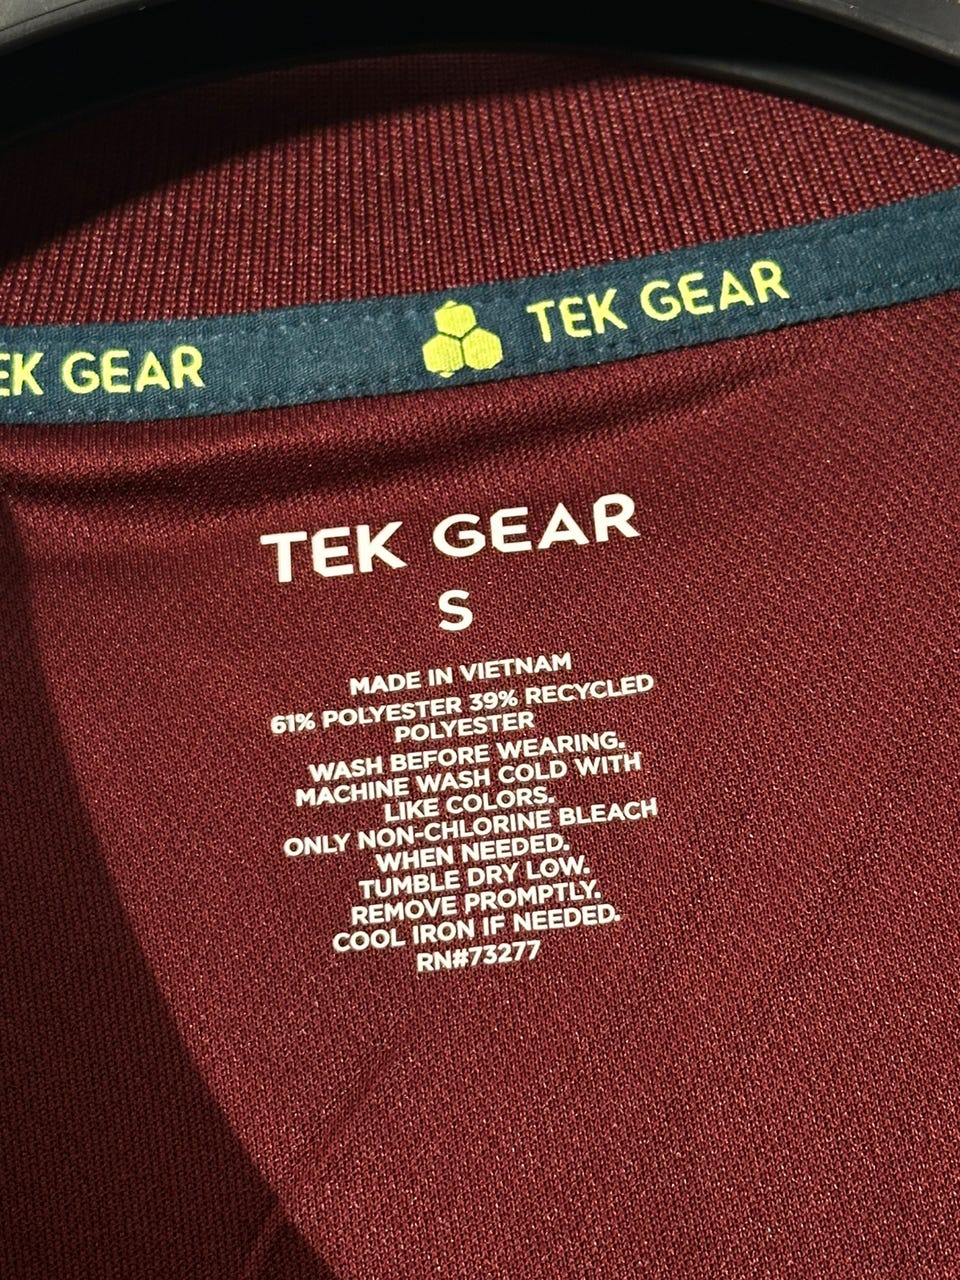 EK GEAR TEK GEAR
TEK GEAR
S
MADE IN VIETNAM
61% POLYESTER 39% RECYCLED
POLYESTER
WASH BEFORE WEARING.
MACHINE WASH COLD WITH
LIKE COLORS.
ONLY NON-CHLORINE BLEACH
WHEN NEEDED.
TUMBLE DRY LOW.
REMOVE PROMPTLY.
COOL IRON IF NEEDED.
RN#73277